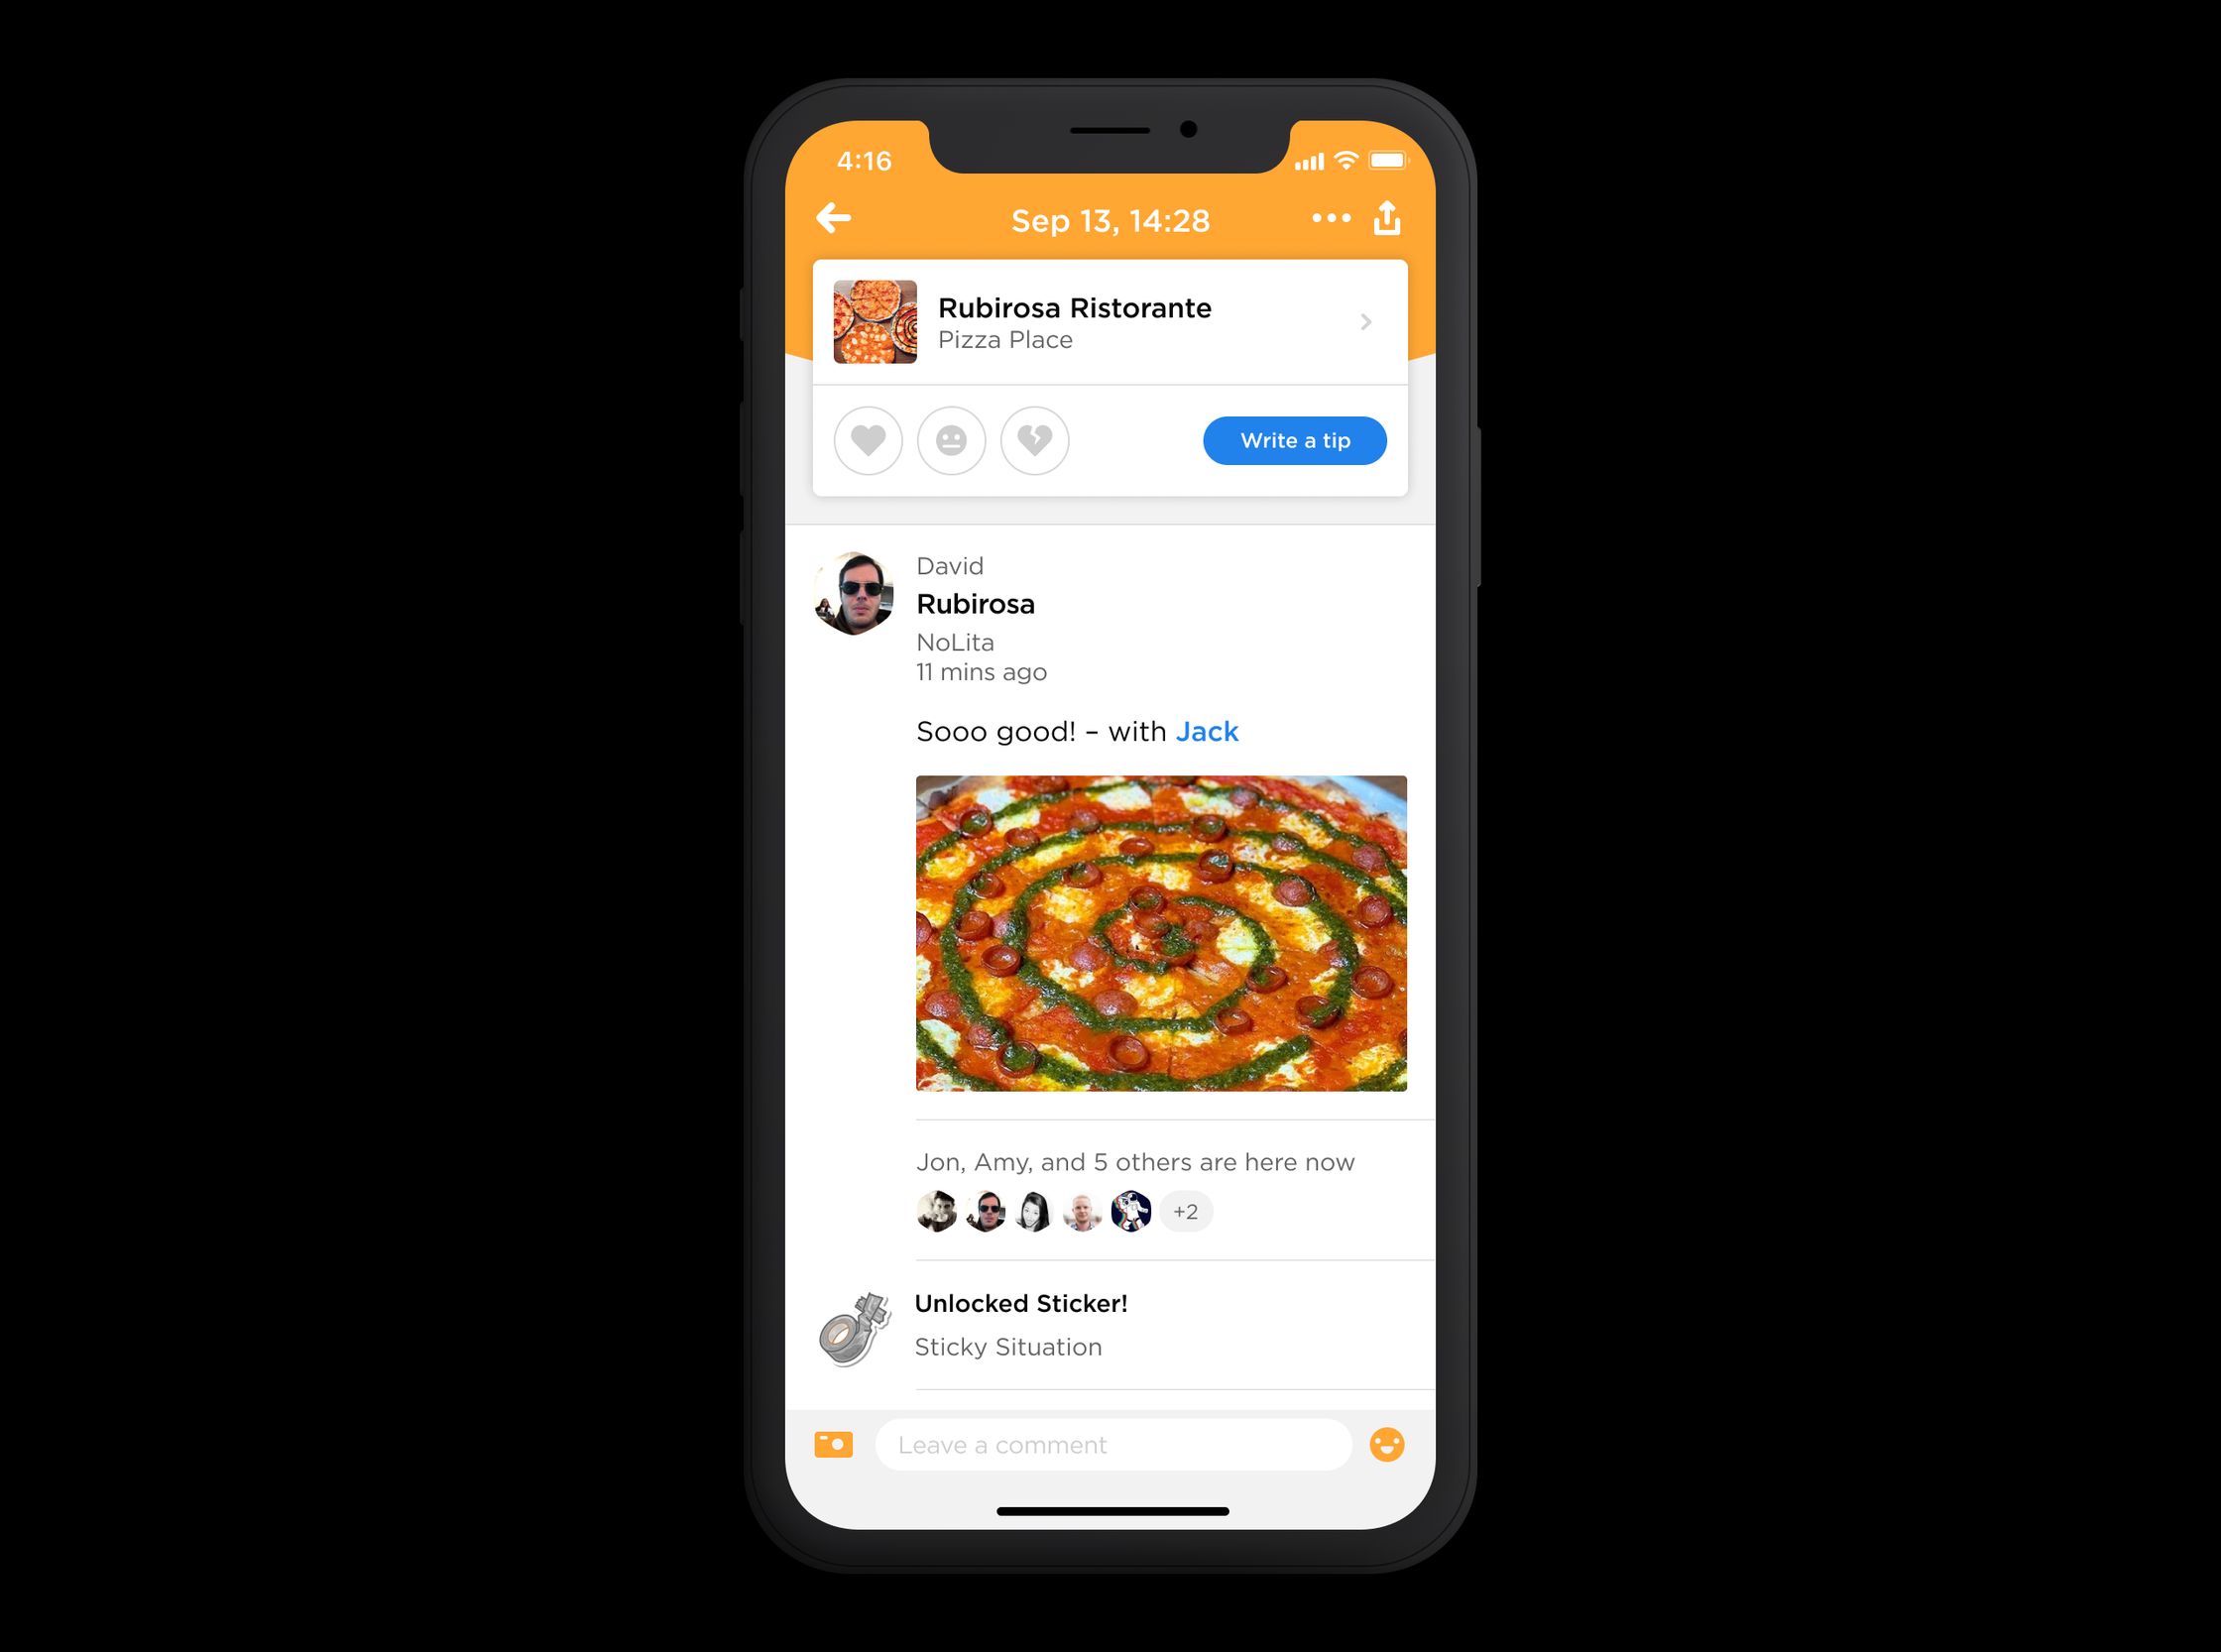 4:16
Sep 13, 14:28
Rubirosa Ristorante
Pizza Place
Write a tip
David
Rubirosa
NoLita
11 mins ago
Sooo good! – with Jack
Jon, Amy, and 5 others are here now
+2
Unlocked Sticker!
Sticky Situation
Leave a comment